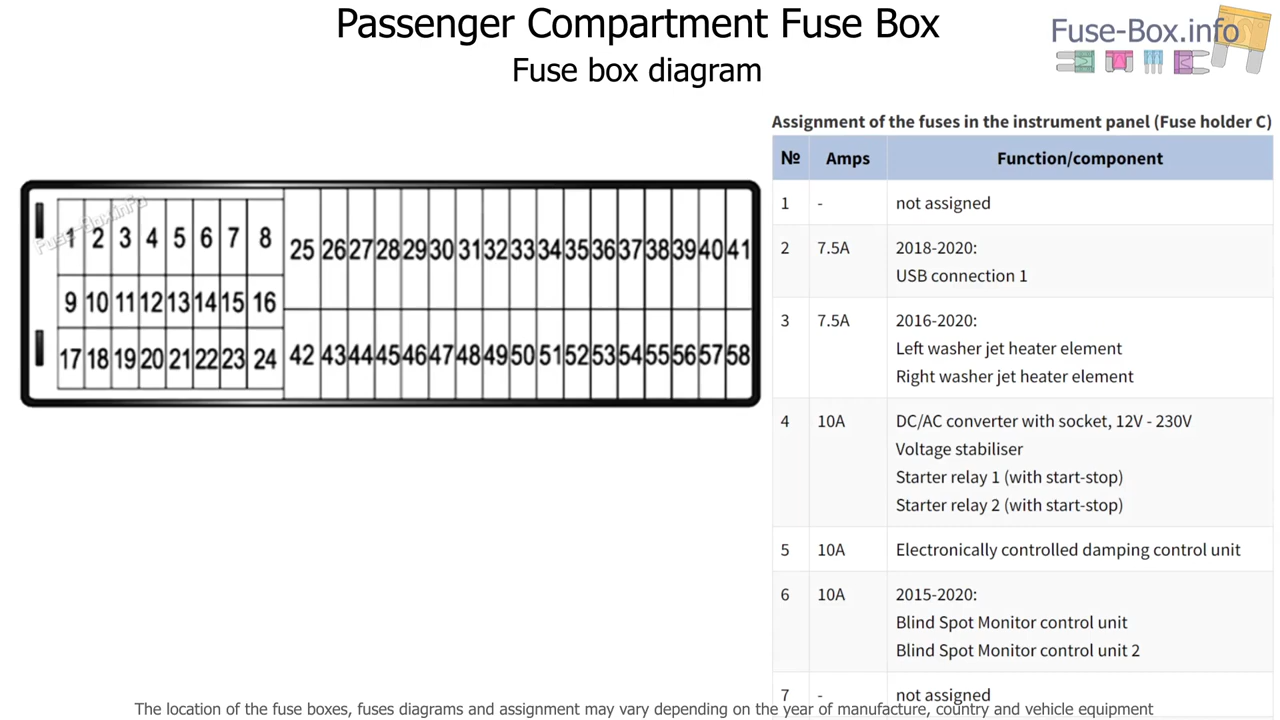 Passenger Compartment Fuse Box
Fuse box diagram
Fuse-Box.info
Fuse-Box.info
1 2 3 4 5 6 7 8
9 10 11 12 13 14 15 16
17 18 19 20 21 22 23 24
25 26 27 28 29 30 31 32 33 34 35 36 37 38 39 40 41
42 43 44 45 46 47 48 49 50 51 52 53 54 55 56 57 58
Assignment of the fuses in the instrument panel (Fuse holder C)
№ Amps Function/component
1 - not assigned
2 7.5A 2018-2020:
USB connection 1
3 7.5A 2016-2020:
Left washer jet heater element
Right washer jet heater element
4 10A DC/AC converter with socket, 12V - 230V
Voltage stabiliser
Starter relay 1 (with start-stop)
Starter relay 2 (with start-stop)
5 10A Electronically controlled damping control unit
6 10A 2015-2020:
Blind Spot Monitor control unit
Blind Spot Monitor control unit 2
7 - not assigned
The location of the fuse boxes, fuses diagrams and assignment may vary depending on the year of manufacture, country and vehicle equipment